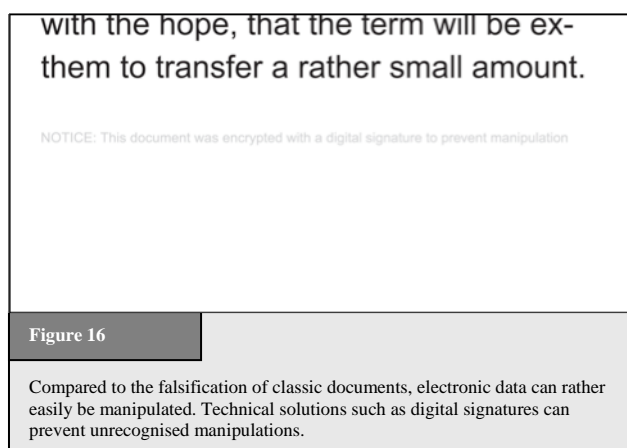 with the hope, that the term will be ex-
them to transfer a rather small amount.
NOTICE: This document was encrypted with a digital signature to prevent manipulation
Figure 16
Compared to the falsification of classic documents, electronic data can rather
easily be manipulated. Technical solutions such as digital signatures can
prevent unrecognised manipulations.